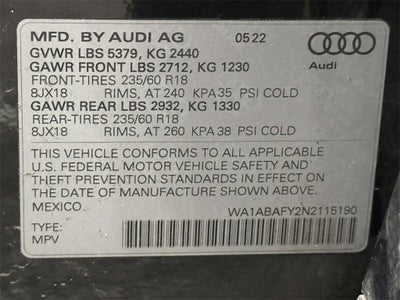 MFD. BY AUDI AG 05 22
GVWR LBS 5379, KG 2440
GAWR FRONT LBS 2712, KG 1230
FRONT-TIRES 235/60 R18
8JX18 RIMS, AT 240 KPA 35 PSI COLD
GAWR REAR LBS 2932, KG 1330
REAR-TIRES 235/60 R18
8JX18 RIMS, AT 260 KPA 38 PSI COLD
Audi
THIS VEHICLE CONFORMS TO ALL APPLICABLE
U.S. FEDERAL MOTOR VEHICLE SAFETY AND
THEFT PREVENTION STANDARDS IN EFFECT ON THE
DATE OF MANUFACTURE SHOWN ABOVE.
MEXICO WA1ABAFY2N2115190
TYPE:
MPV